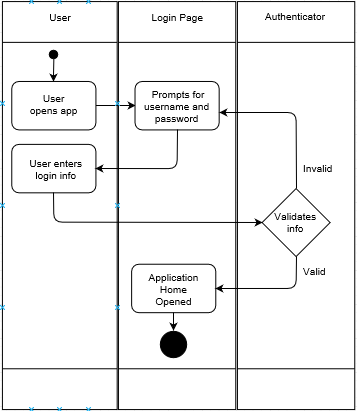 User
Login Page
Authenticator
User
opens app
Prompts for
username and
password
User enters
login info
Invalid
Validates
info
Valid
Application
Home
Opened